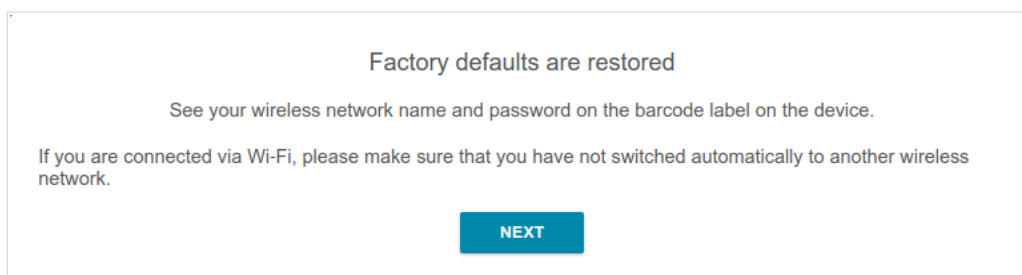 Factory defaults are restored
See your wireless network name and password on the barcode label on the device.
If you are connected via Wi-Fi, please make sure that you have not switched automatically to another wireless
network.
NEXT